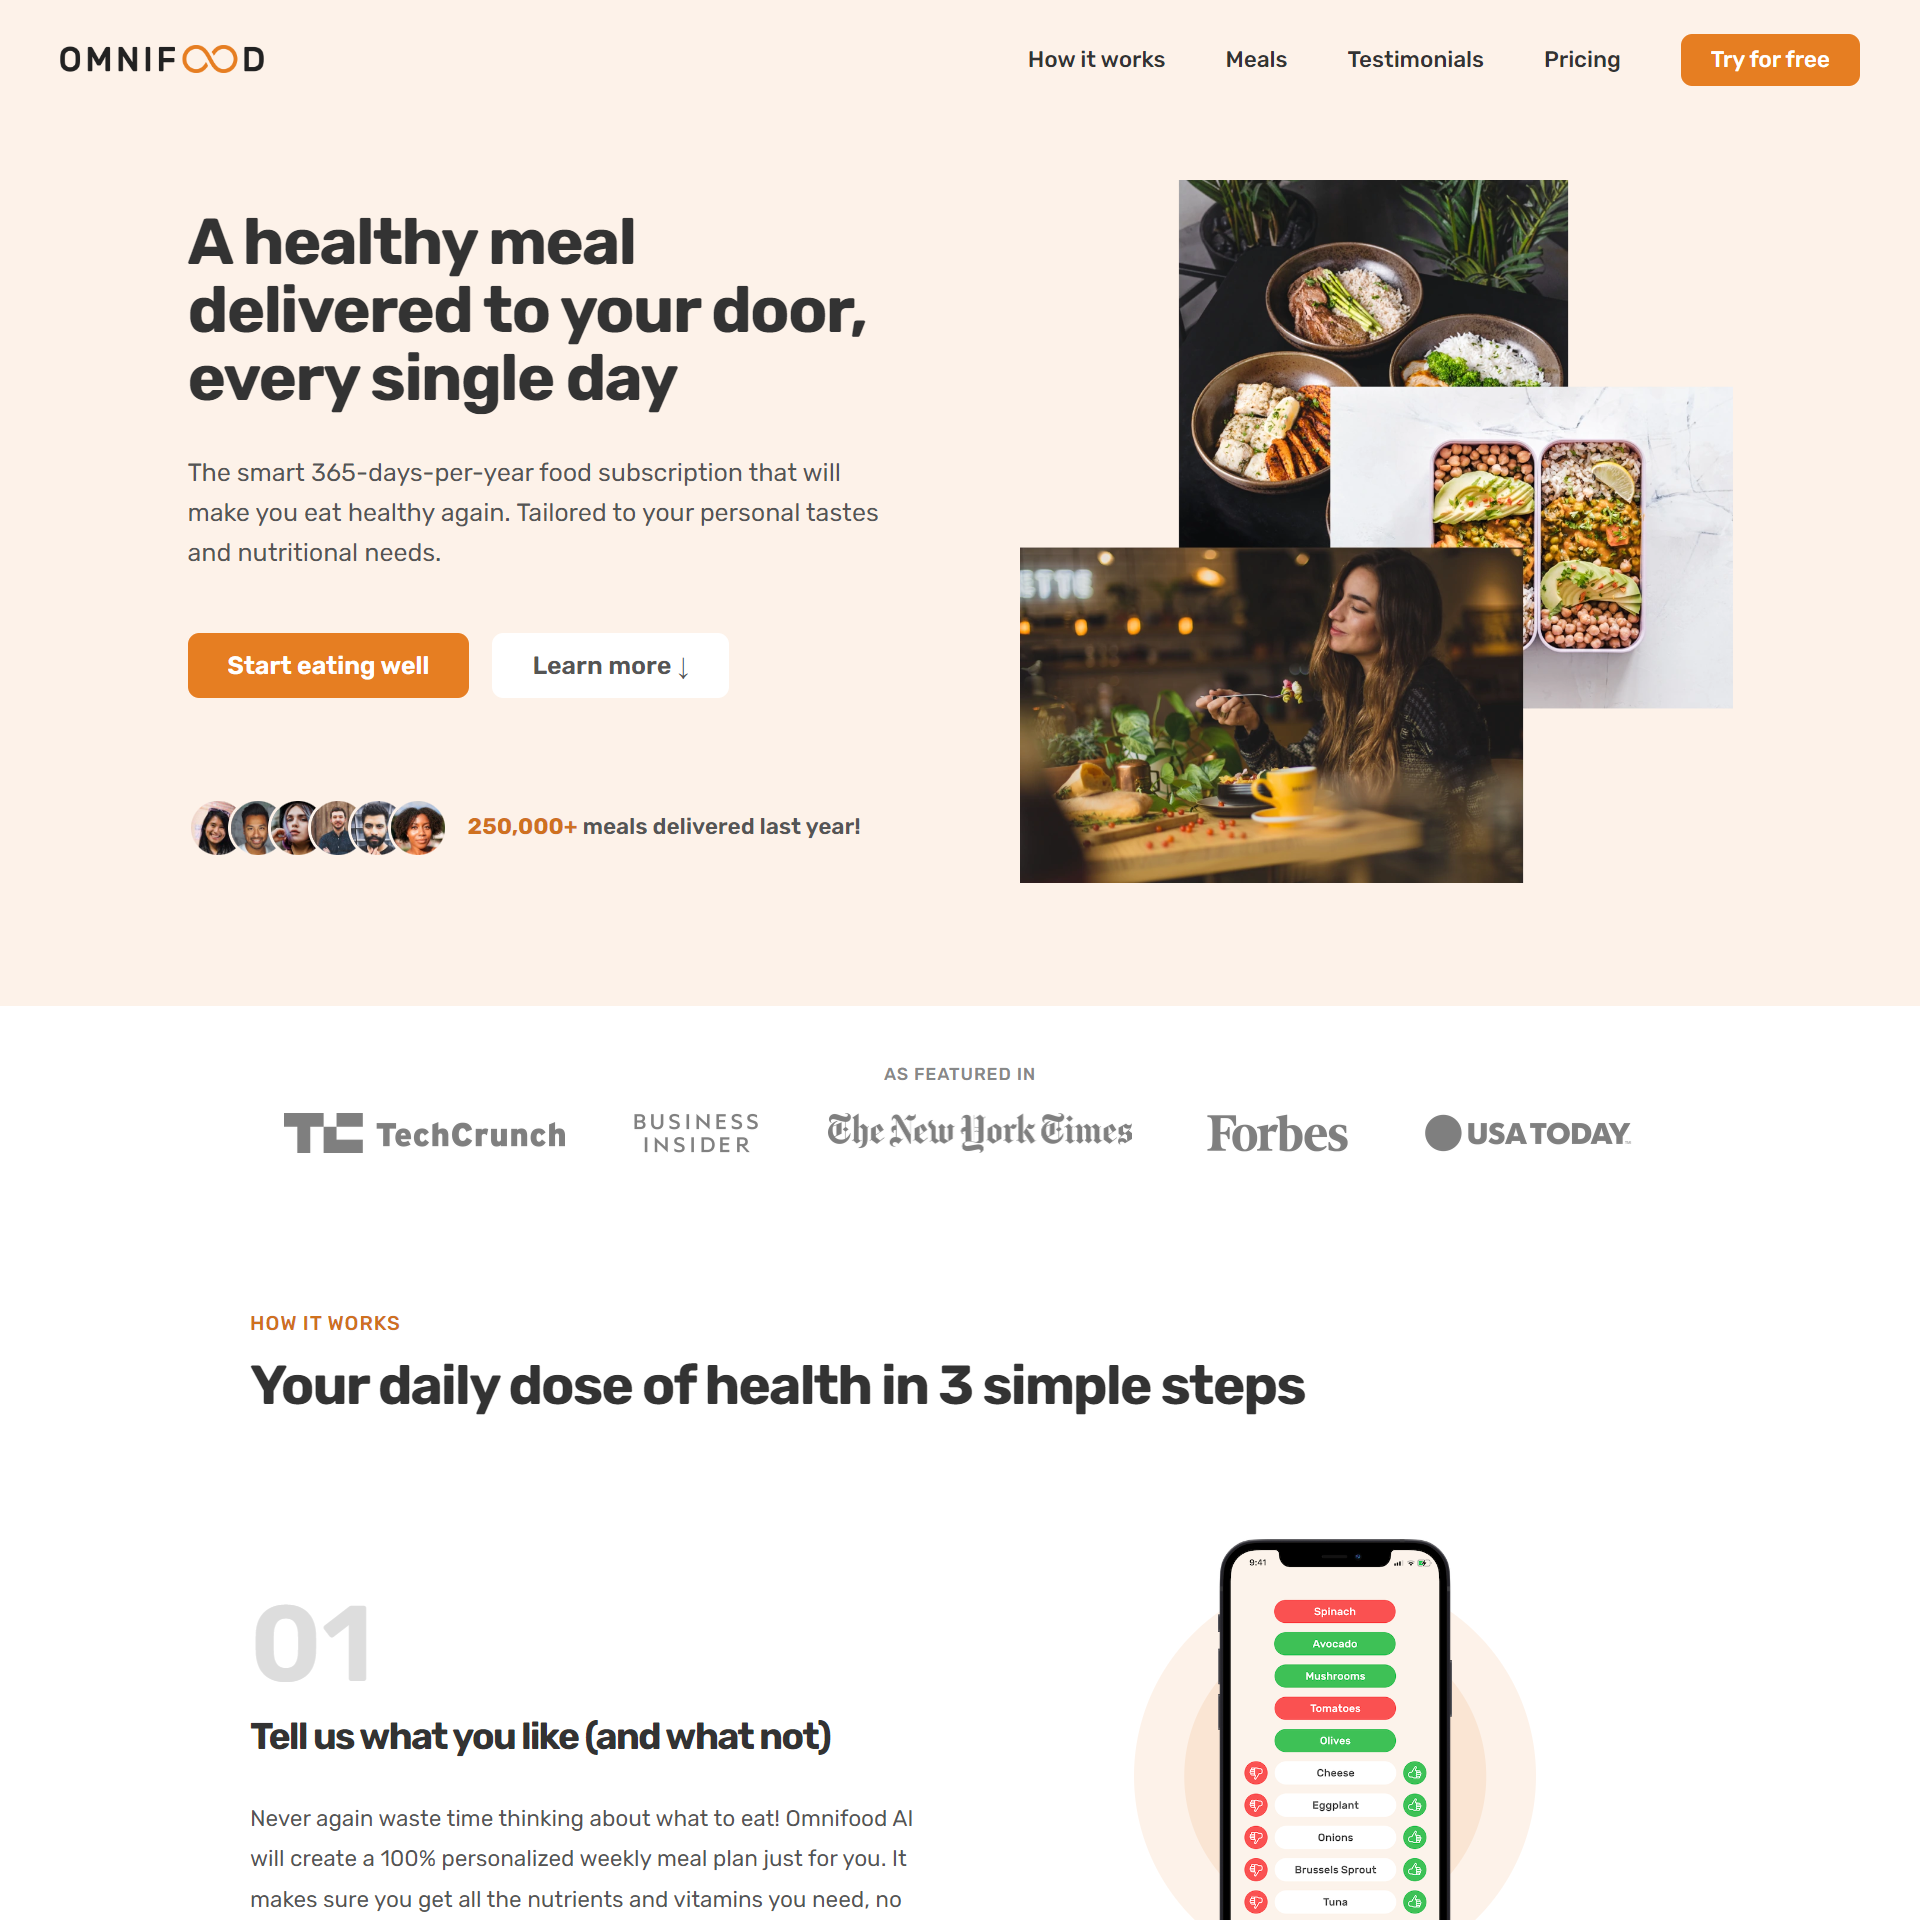 OMNIFOOD
How it works
Meals
Testimonials
Pricing
Try for free
A healthy meal
delivered to your door,
every single day
The smart 365-days-per-year food subscription that will
make you eat healthy again. Tailored to your personal tastes
and nutritional needs.
Start eating well
Learn more ↓
250,000+ meals delivered last year!
ETTE
AS FEATURED IN
TC TechCrunch
BUSINESS
INSIDER
The New York Times
Forbes
USA TODAY
HOW IT WORKS
Your daily dose of health in 3 simple steps
01
Tell us what you like (and what not)
Never again waste time thinking about what to eat! Omnifood AI
will create a 100% personalized weekly meal plan just for you. It
makes sure you get all the nutrients and vitamins you need, no
9:41
Spinach
Avocado
Mushrooms
Tomatoes
Olives
Cheese
Eggplant
Onions
Brussels Sprout
Tuna